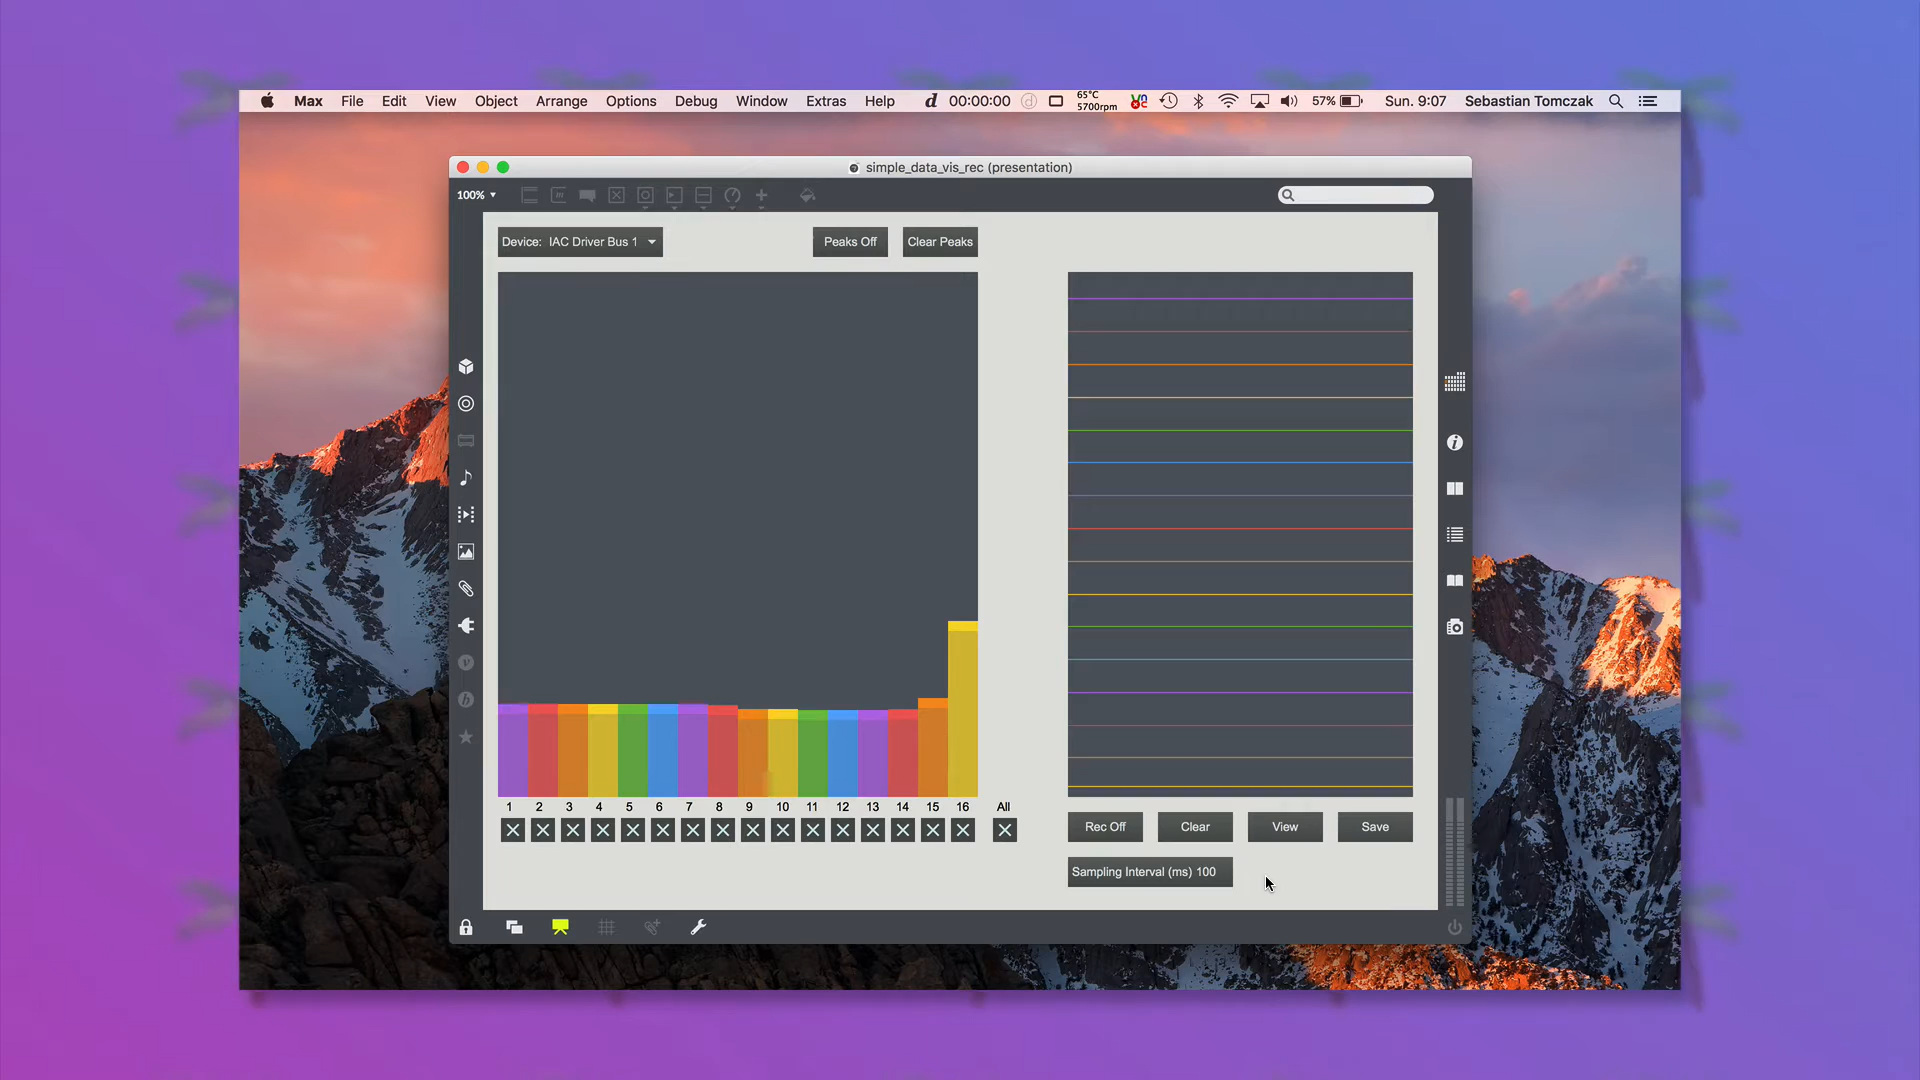 Max File Edit View Object Arrange Options Debug Window Extras Help d 00:00:00 d 65°C 5700rpm 57% Sun. 9:07 Sebastian Tomczak
simple_data_vis_rec (presentation)
100%
Device: IAC Driver Bus 1 Peaks Off Clear Peaks
1 2 3 4 5 6 7 8 9 10 11 12 13 14 15 16 All
Rec Off Clear View Save
Sampling Interval (ms) 100